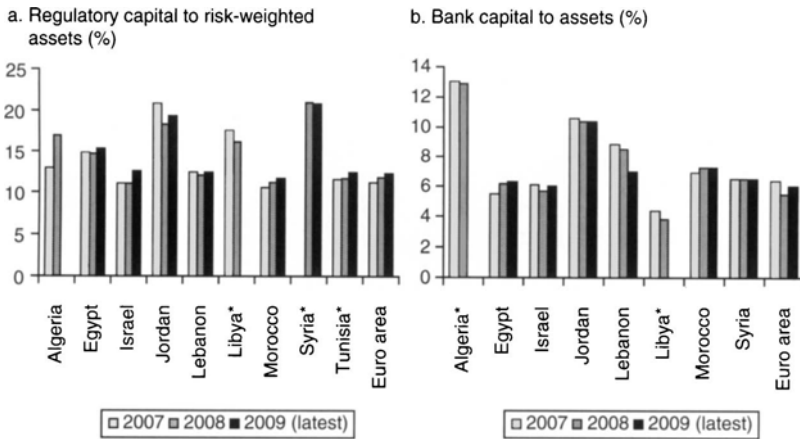 a. Regulatory capital to risk-weighted
assets (%)
25
20
15
10
5
0
Algeria
Egypt
Israel
Jordan
Lebanon
Libya*
Morocco
Syria*
Tunisia*
Euro area
2007 2008 2009 (latest)
b. Bank capital to assets (%)
14
12
10
8
6
4
2
0
Algeria*
Egypt
Israel
Jordan
Lebanon
Libya*
Morocco
Syria
Euro area
2007 2008 2009 (latest)